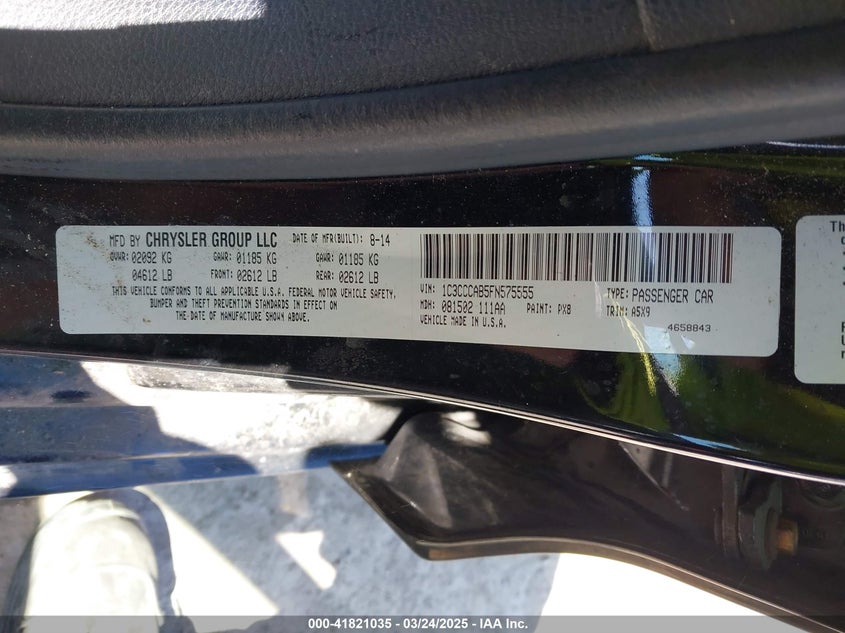 MFD BY CHRYSLER GROUP LLC DATE OF MFR(BUILT): 8-14
GVWR: 02092 KG GAWR: 01185 KG GAWR: 01185 KG
04612 LB FRONT: 02612 LB REAR: 02612 LB
THIS VEHICLE CONFORMS TO ALL APPLICABLE U.S.A. FEDERAL MOTOR VEHICLE SAFETY,
BUMPER AND THEFT PREVENTION STANDARDS IN EFFECT ON
THE DATE OF MANUFACTURE SHOWN ABOVE.
VIN: 1C3CCCAB5FN575555 TYPE: PASSENGER CAR
MDH: 081502 111AA PAINT: PX8 TRIM: A5X9
VEHICLE MADE IN U.S.A. 4658843
000-41821035 - 03/24/2025 - IAA Inc.